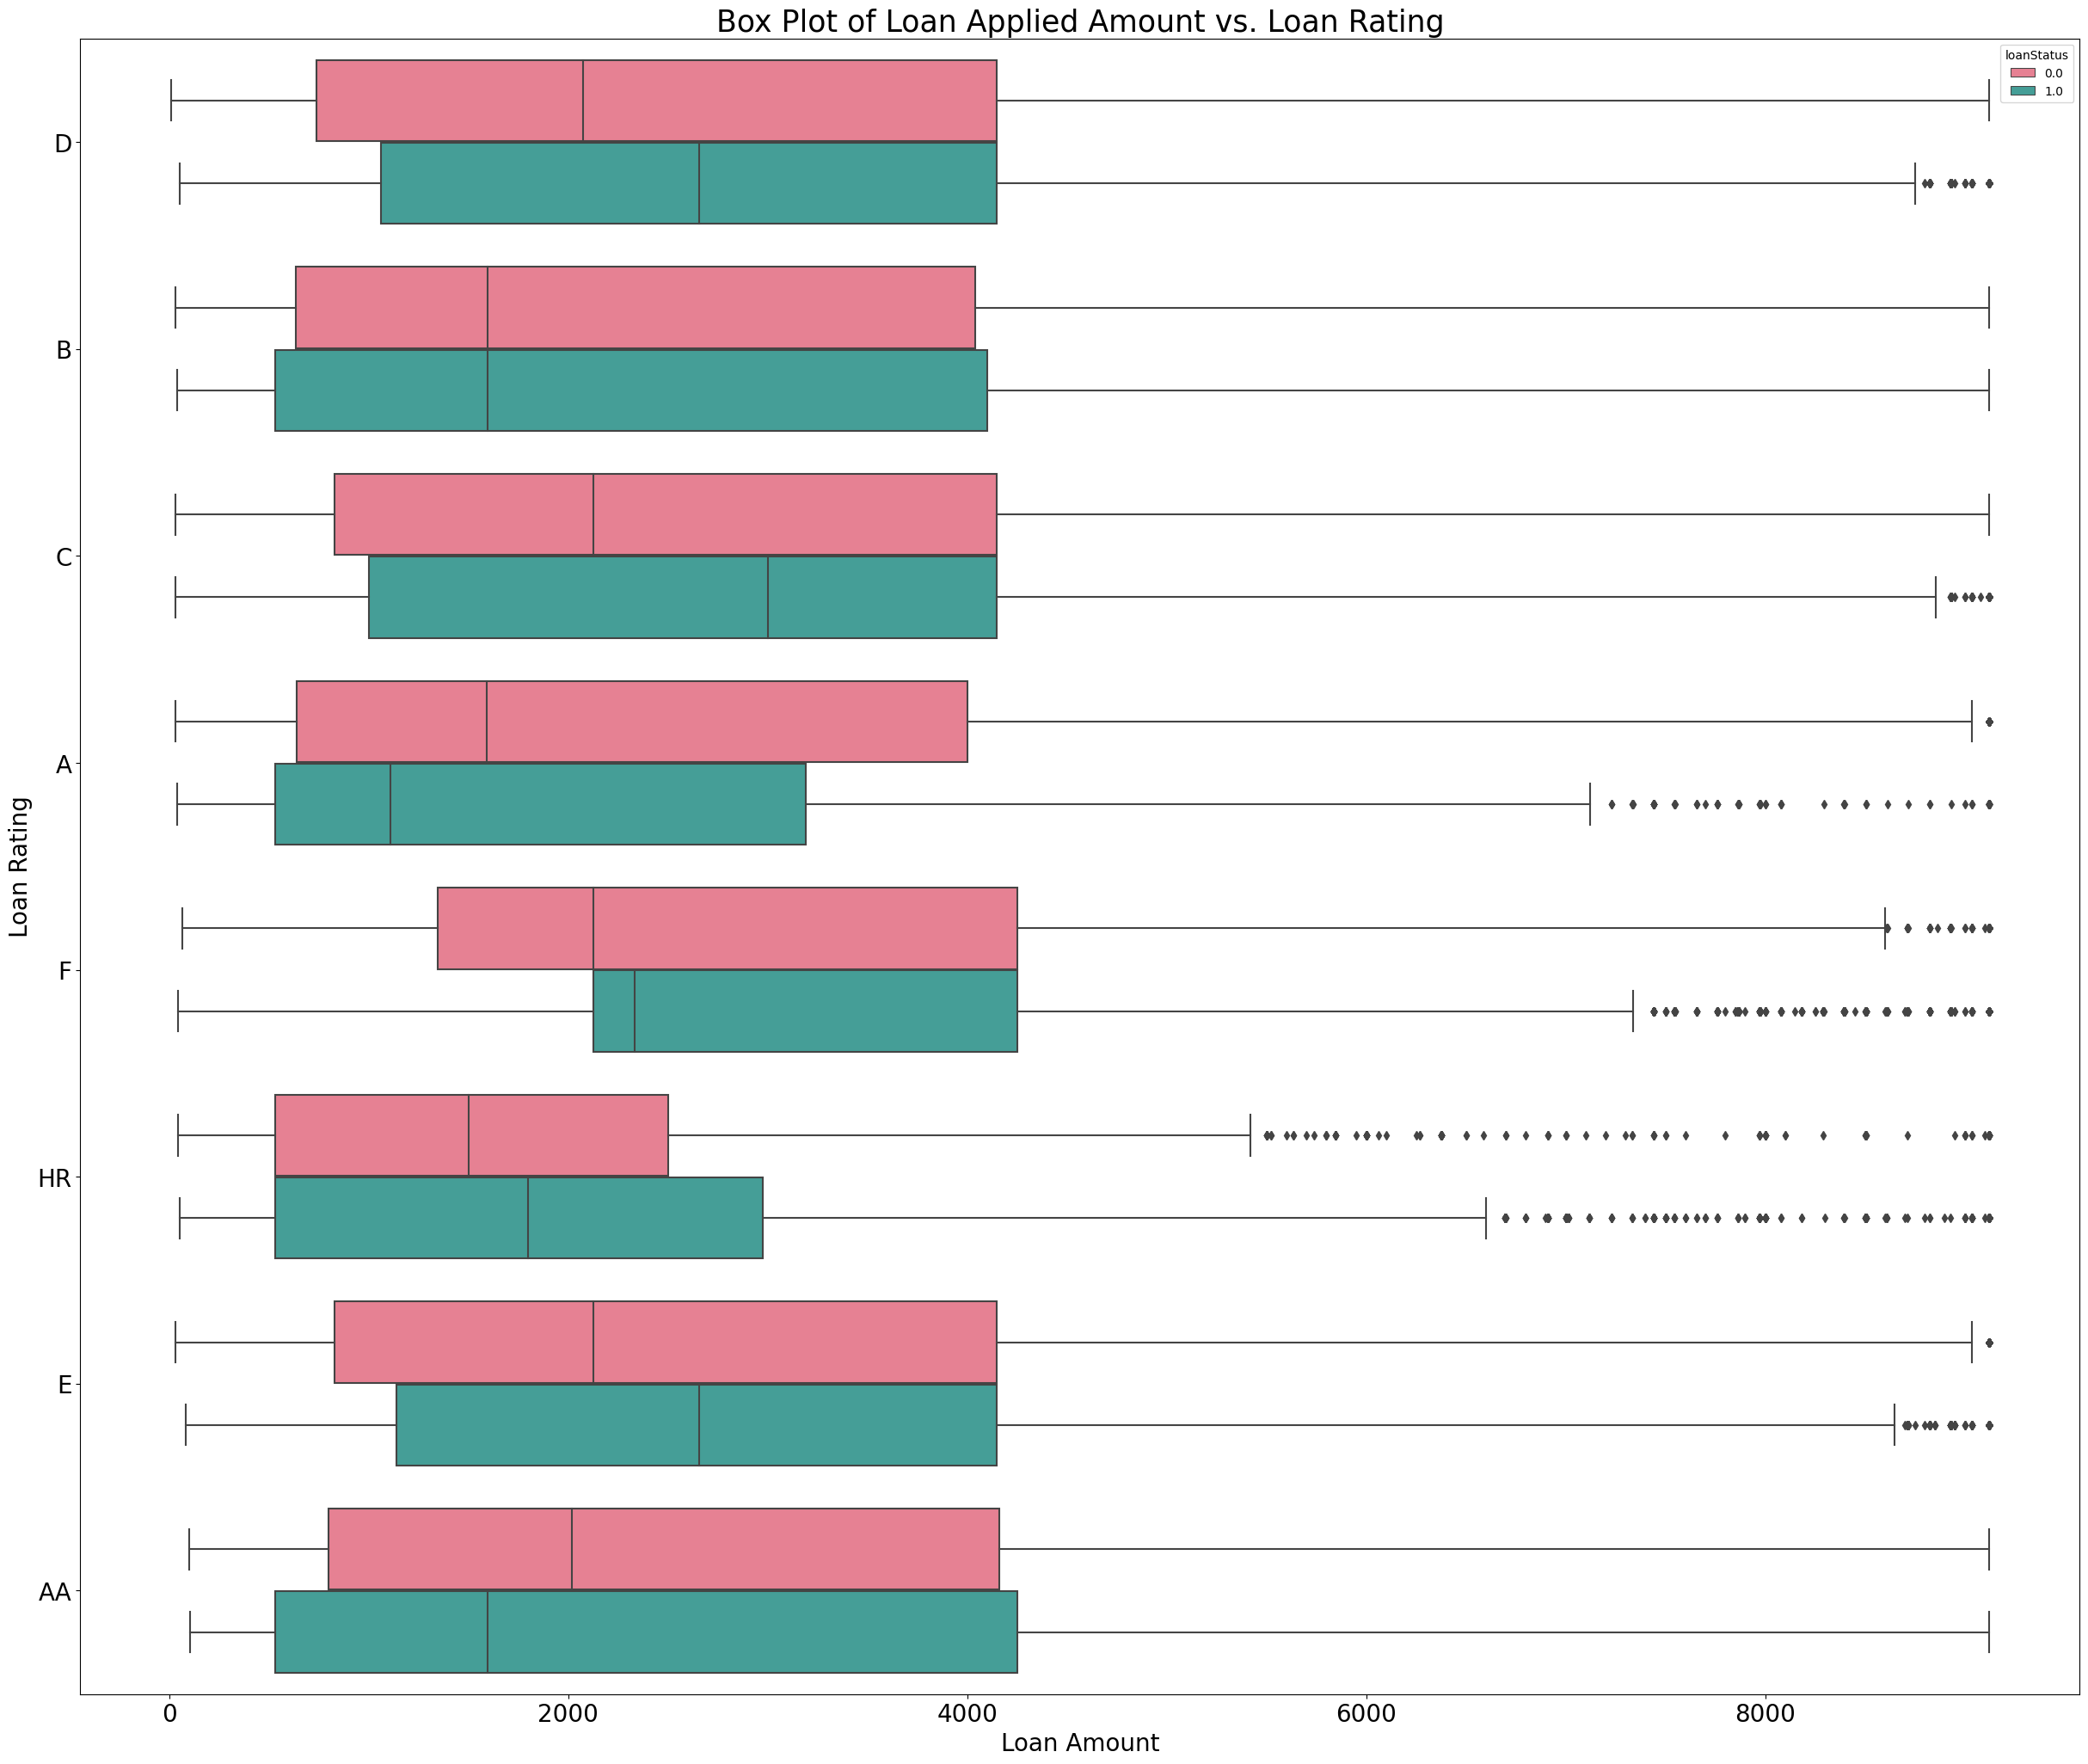 Box Plot of Loan Applied Amount vs. Loan Rating
loanStatus
0.0
1.0
Loan Rating
D
B
C
A
F
HR
E
AA
0 2000 4000 6000 8000
Loan Amount